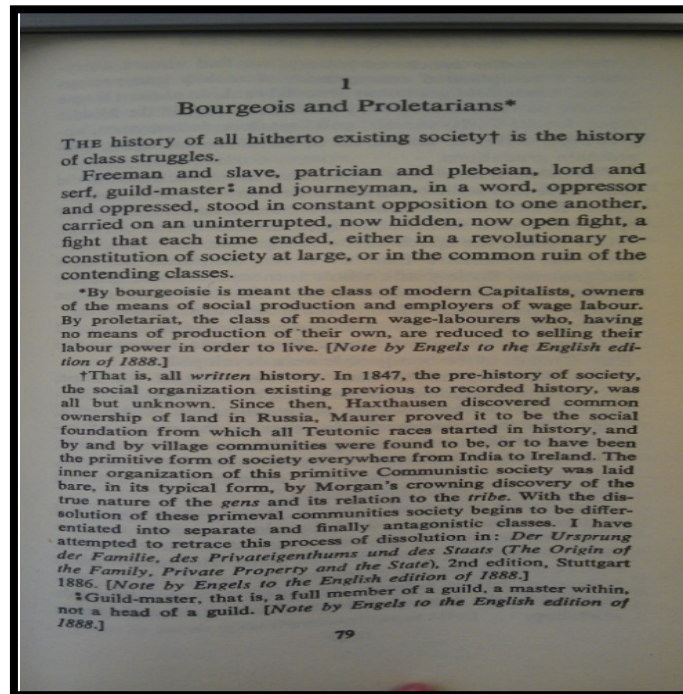 1
Bourgeois and Proletarians*
THE history of all hitherto existing society† is the history
of class struggles.
Freeman and slave, patrician and plebeian, lord and
serf, guild-master‡ and journeyman, in a word, oppressor
and oppressed, stood in constant opposition to one another,
carried on an uninterrupted, now hidden, now open fight, a
fight that each time ended, either in a revolutionary re-
constitution of society at large, or in the common ruin of the
contending classes.
*By bourgeoisie is meant the class of modern Capitalists, owners
of the means of social production and employers of wage labour.
By proletariat, the class of modern wage-labourers who, having
no means of production of their own, are reduced to selling their
labour power in order to live. [Note by Engels to the English edi-
tion of 1888.]
†That is, all written history. In 1847, the pre-history of society,
the social organization existing previous to recorded history, was
all but unknown. Since then, Haxthausen discovered common
ownership of land in Russia, Maurer proved it to be the social
foundation from which all Teutonic races started in history, and
by and by village communities were found to be, or to have been
the primitive form of society everywhere from India to Ireland. The
inner organization of this primitive Communistic society was laid
bare, in its typical form, by Morgan's crowning discovery of the
true nature of the gens and its relation to the tribe. With the dis-
solution of these primeval communities society begins to be differ-
entiated into separate and finally antagonistic classes. I have
attempted to retrace this process of dissolution in: Der Ursprung
der Familie, des Privateigenthums und des Staats (The Origin of
the Family, Private Property and the State), 2nd edition, Stuttgart
1886. [Note by Engels to the English edition of 1888.]
‡Guild-master, that is, a full member of a guild, a master within,
not a head of a guild. [Note by Engels to the English edition of
1888.]
79